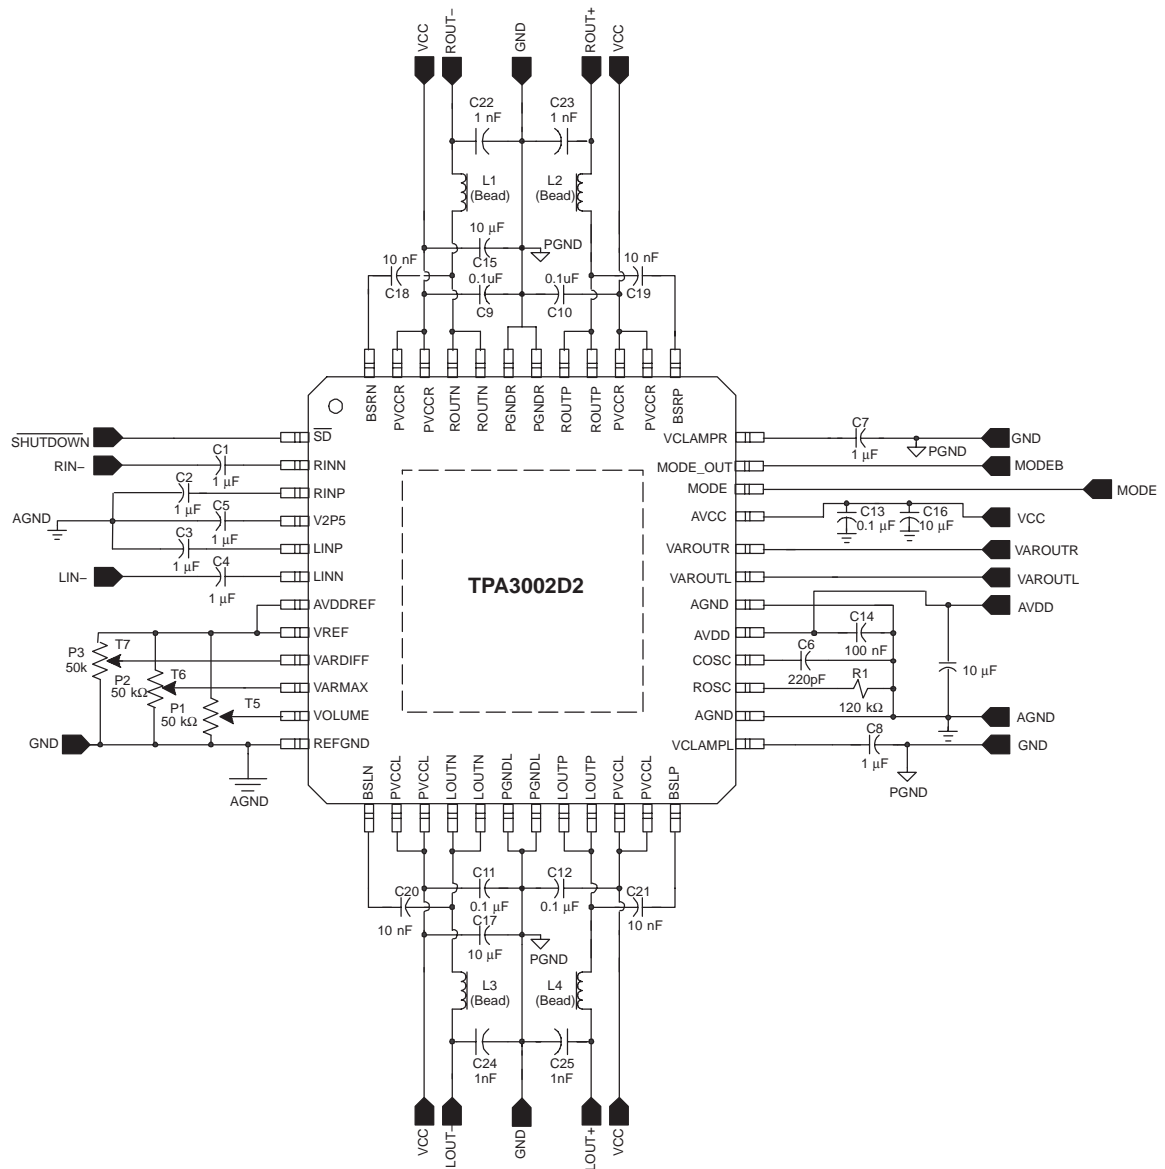 VCC
ROUT−
GND
ROUT+
VCC
C22
1 nF
C23
1 nF
L1
(Bead)
L2
(Bead)
10 μF
C15
PGND
10 nF
C18
0.1uF
C9
0.1uF
C10
10 nF
C19
BSRN
PVCCR
PVCCR
ROUTN
ROUTN
PGNDR
PGNDR
ROUTP
ROUTP
PVCCR
PVCCR
BSRP
SHUTDOWN
SD
RIN−
C1
1 μF
RINN
C2
1 μF
RINP
AGND
C5
1 μF
V2P5
C3
1 μF
LINP
LIN−
C4
1 μF
LINN
AVDDREF
VREF
P3
50k
T7
VARDIFF
P2
50 kΩ
T6
VARMAX
P1
50 kΩ
T5
VOLUME
GND
REFGND
AGND
TPA3002D2
VCLAMPR
C7
1 μF
PGND
GND
MODE_OUT
MODEB
MODE
MODE
AVCC
C13
0.1 μF
C16
10 μF
VCC
VAROUTR
VAROUTR
VAROUTL
VAROUTL
AGND
AVDD
AVDD
C14
100 nF
COSC
C6
220pF
10 μF
ROSC
R1
120 kΩ
AGND
AGND
VCLAMPL
C8
1 μF
PGND
GND
BSLN
PVCCL
PVCCL
LOUTN
LOUTN
PGNDL
PGNDL
LOUTP
LOUTP
PVCCL
PVCCL
BSLP
C20
10 nF
C11
0.1 μF
C12
0.1 μF
C21
10 nF
C17
10 μF
PGND
L3
(Bead)
L4
(Bead)
C24
1nF
C25
1nF
VCC
LOUT−
GND
LOUT+
VCC